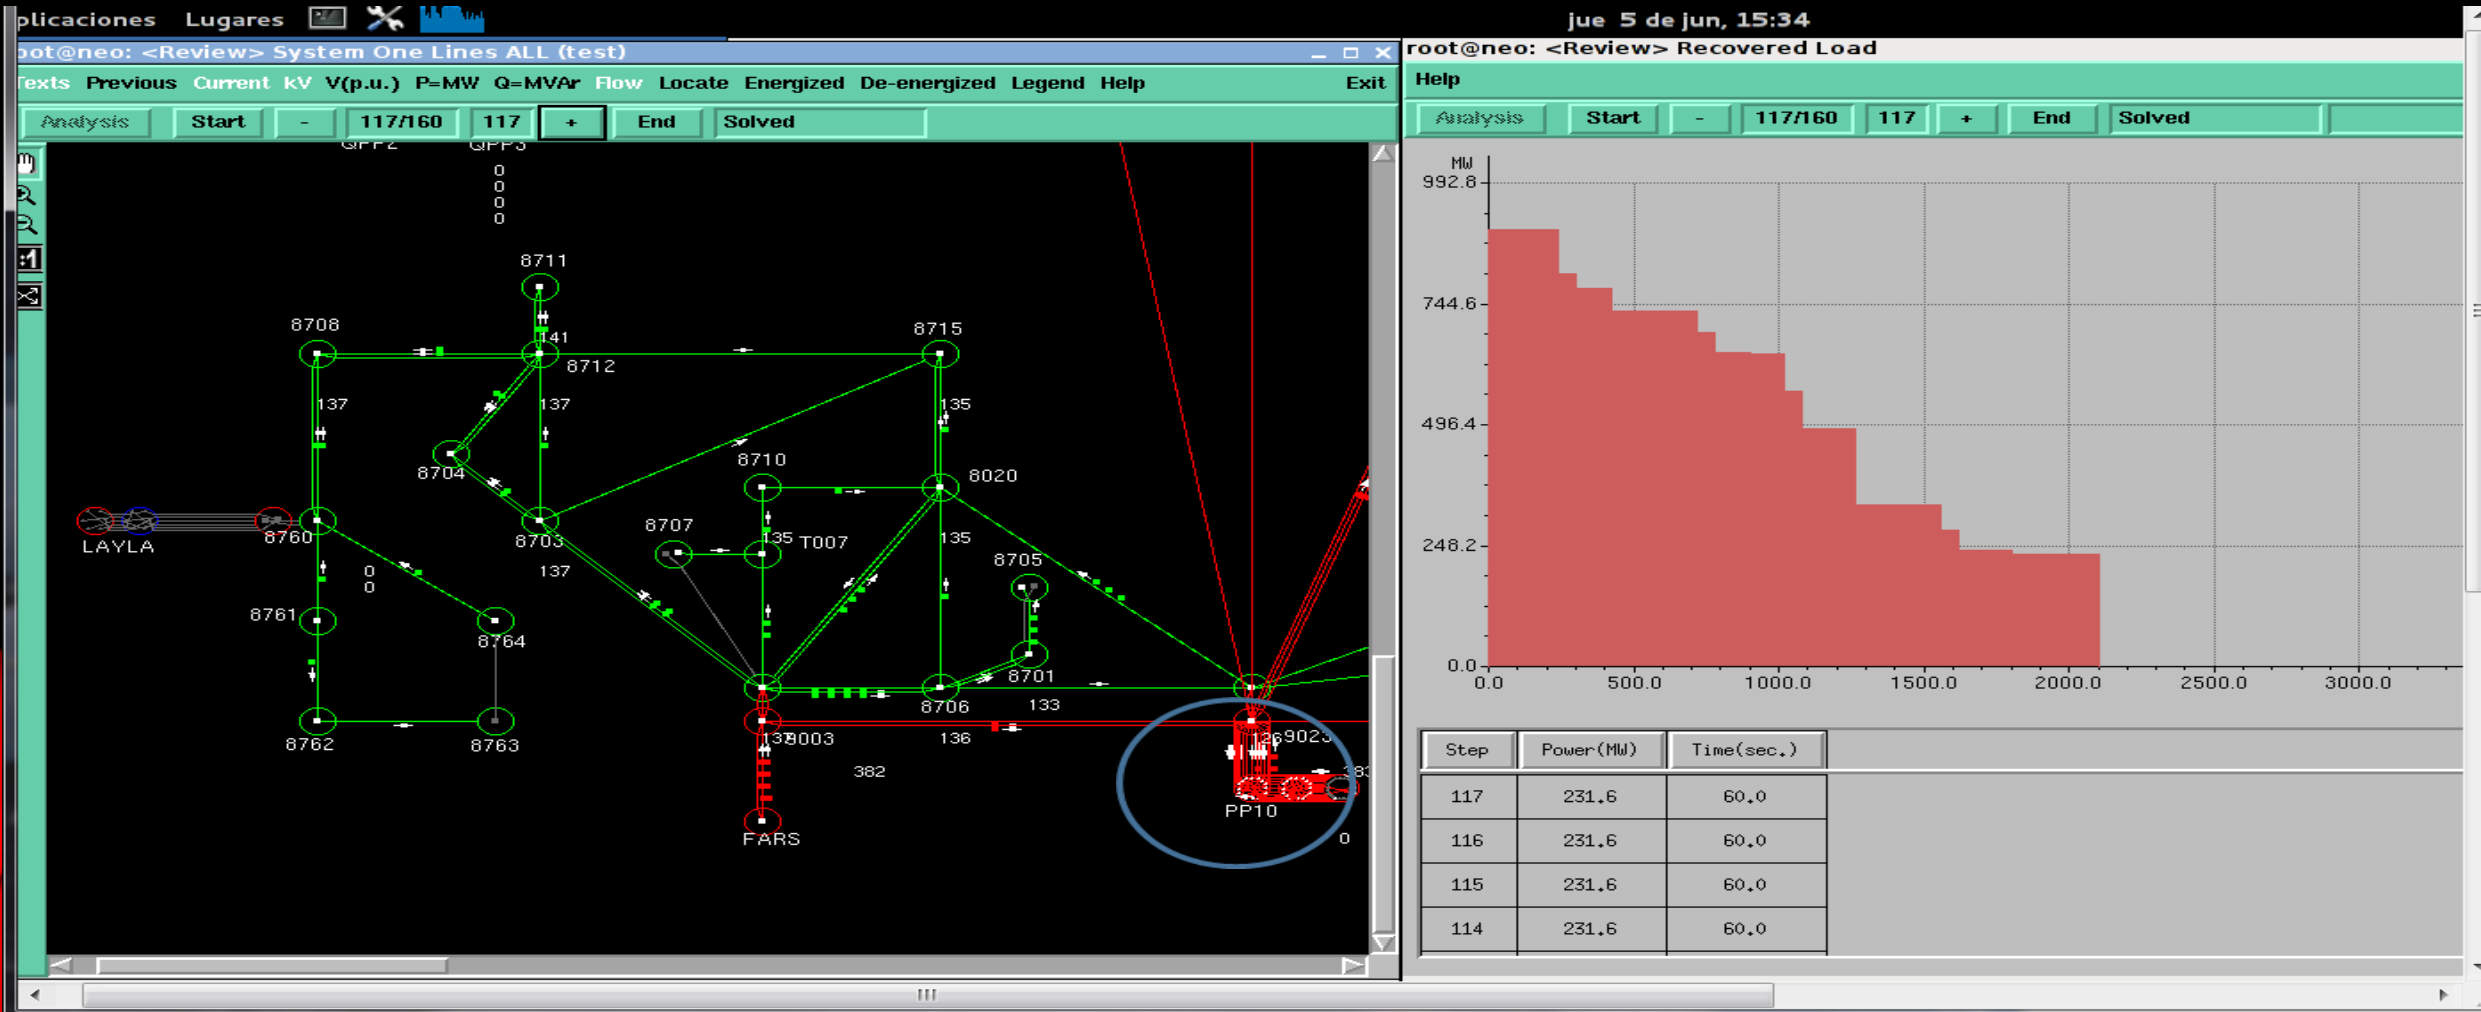 plicaciones Lugares
jue 5 de jun, 15:34
oot@neo: <Review> System One Lines ALL (test)
Texts Previous Current kV V(p.u.) P=MW Q=MVAr Flow Locate Energized De-energized Legend Help Exit
Analysis Start - 117/160 117 + End Solved
QPP2 QPP3
0
0
0
0
8711
8708
141
8712
8715
137
137
135
8704
8710
8020
8707
LAYLA
8760
8703
135
T007
135
137
8705
0
0
8761
8764
8701
8706
133
8762
8763
9003
136
9023
382
383
PP10
FARS
0
root@neo: <Review> Recovered Load
Help
Analysis Start - 117/160 117 + End Solved
MW
992.8
744.6
496.4
248.2
0.0
0.0 500.0 1000.0 1500.0 2000.0 2500.0 3000.0
Step Power(MW) Time(sec.)
117 231.6 60.0
116 231.6 60.0
115 231.6 60.0
114 231.6 60.0